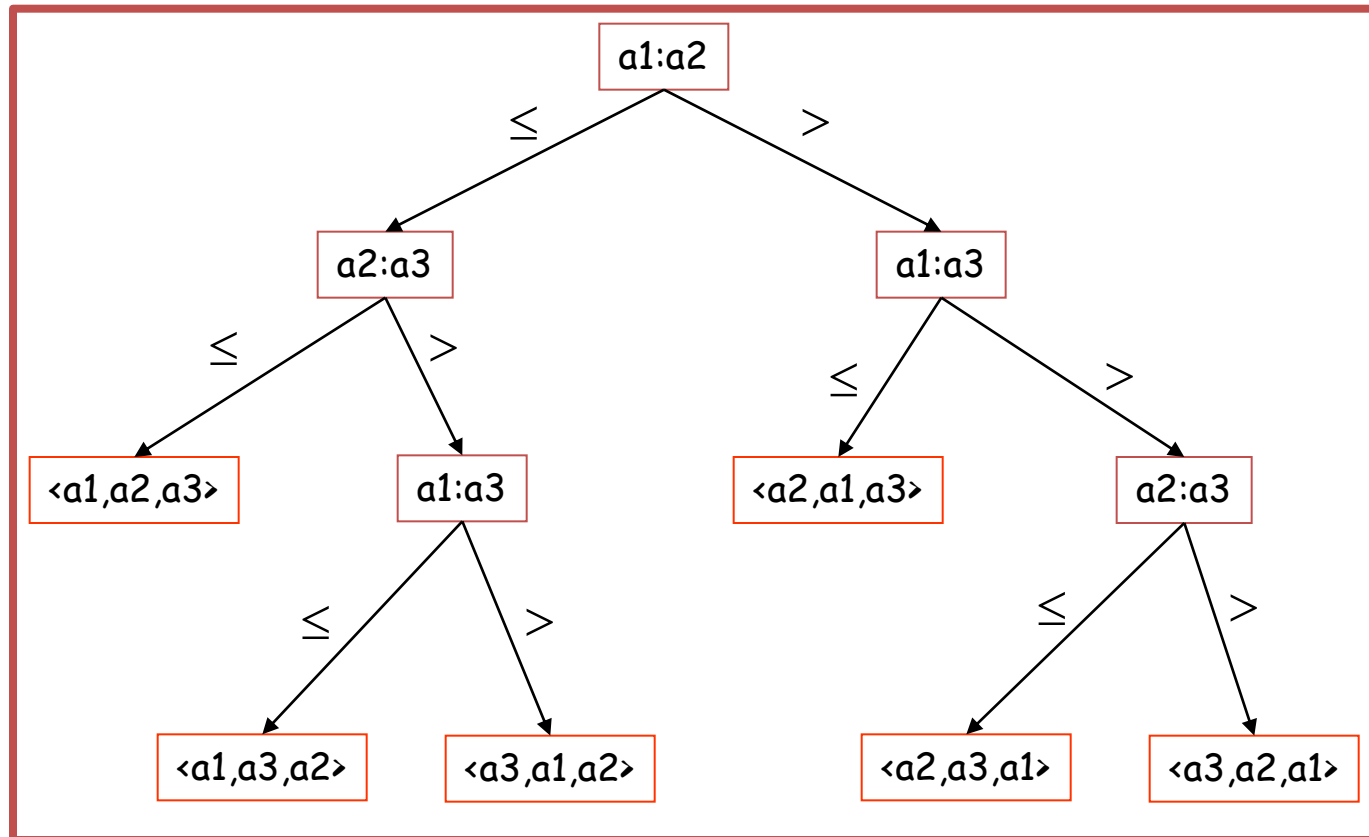 a1:a2
≤ >
a2:a3 a1:a3
≤ > ≤ >
<a1,a2,a3> a1:a3 <a2,a1,a3> a2:a3
≤ > ≤ >
<a1,a3,a2> <a3,a1,a2> <a2,a3,a1> <a3,a2,a1>